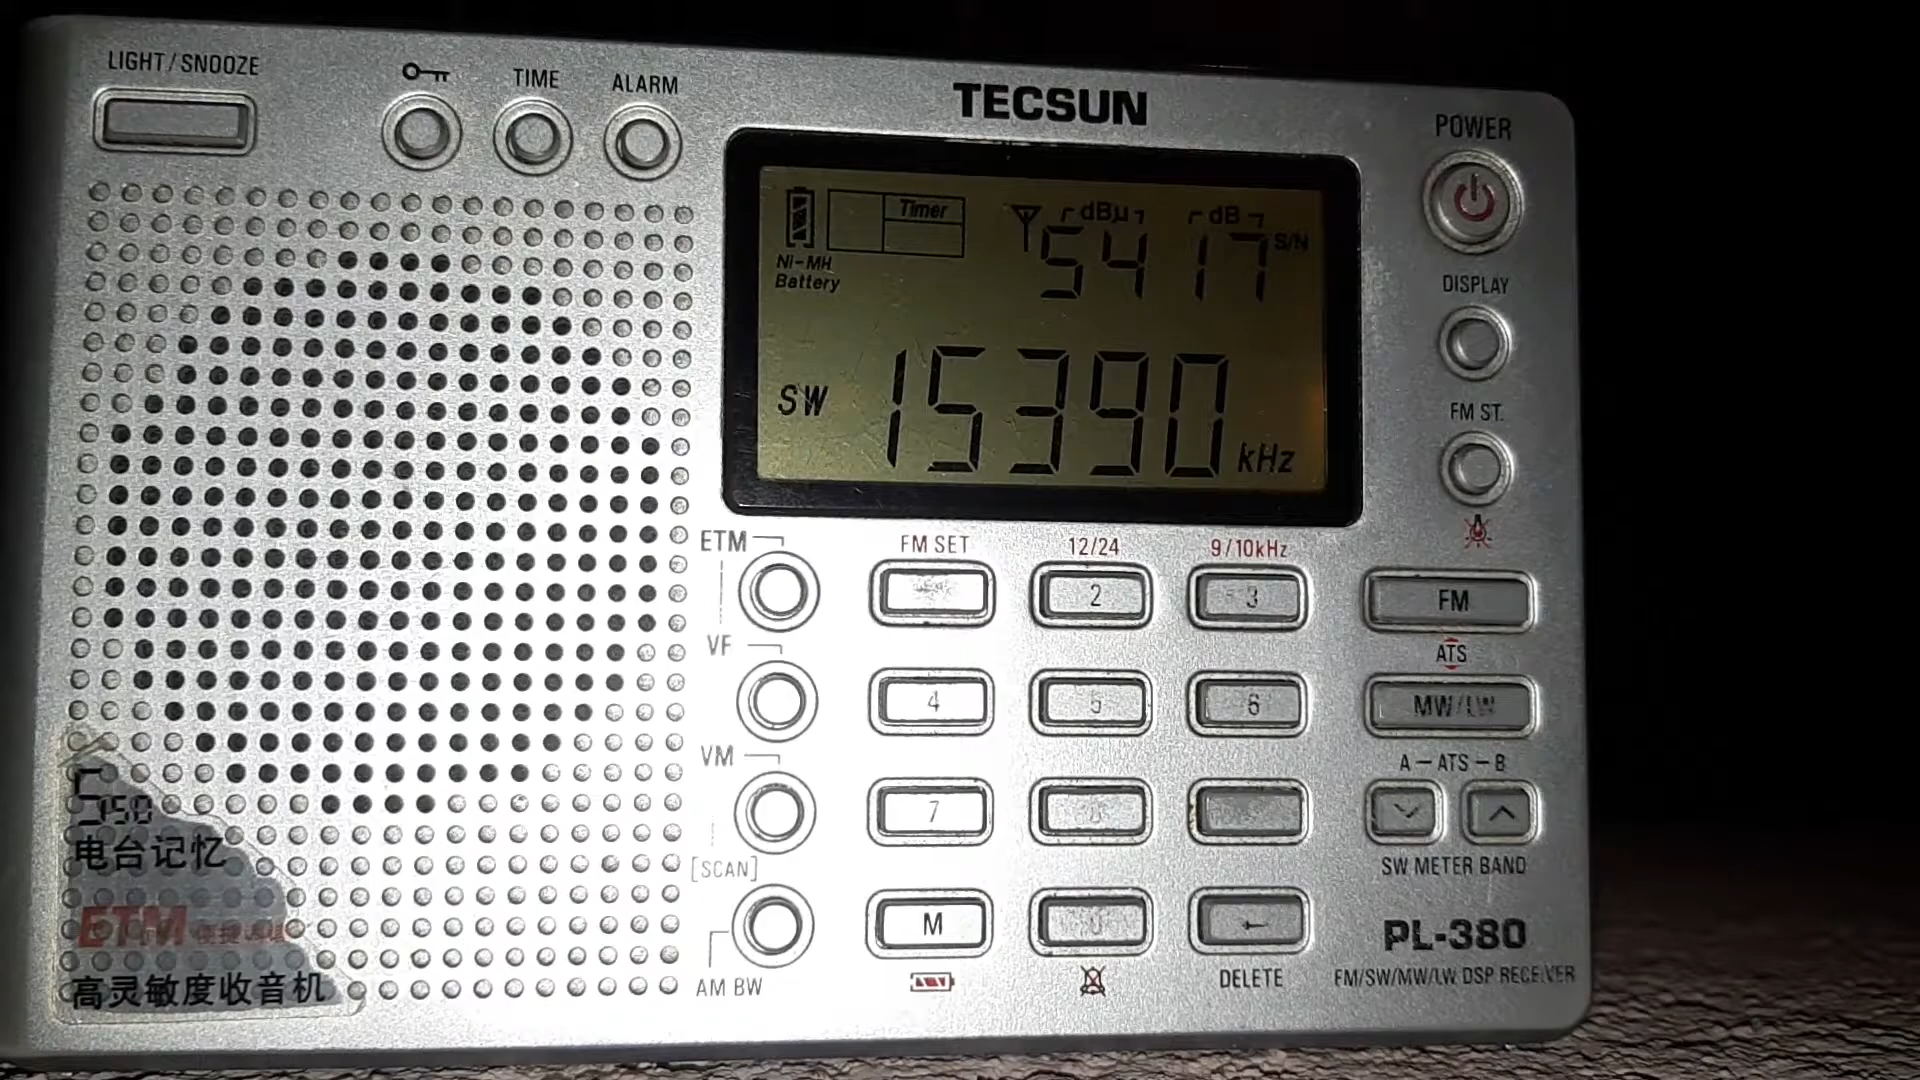 LIGHT/SNOOZE
TIME
ALARM
TECSUN
POWER
Timer
dBµ
dB
54 17 S/N
Ni-MH
Battery
DISPLAY
SW 15390 kHz
FM ST.
ETM
FM SET
12/24
9/10kHz
2
3
FM
VF
ATS
4
5
6
MW/LW
VM
A-ATS-B
7
[SCAN]
SW METER BAND
M
0
PL-380
AM BW
DELETE
FM/SW/MW/LW DSP RECEIVER
550
电台记忆
ETM
高灵敏度收音机